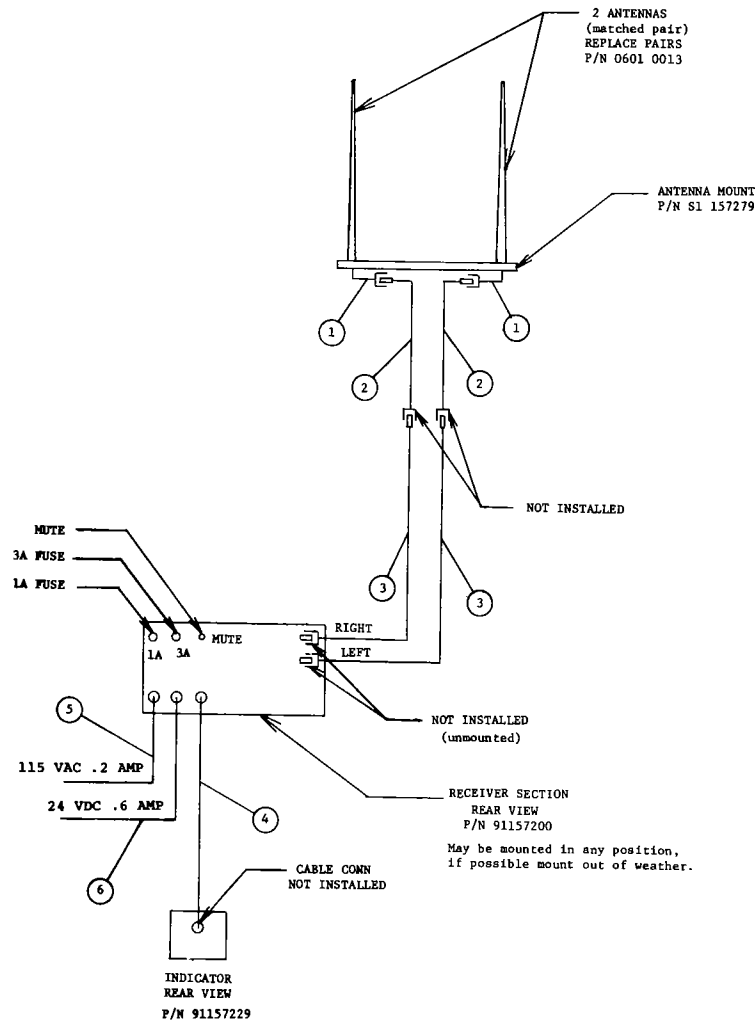 2 ANTENNAS
(matched pair)
REPLACE PAIRS
P/N 0601 0013
ANTENNA MOUNT
P/N S1 157279
1
1
2
2
NOT INSTALLED
MUTE
3A FUSE
1A FUSE
3
3
1A
3A
MUTE
RIGHT
LEFT
5
NOT INSTALLED
(unmounted)
115 VAC .2 AMP
24 VDC .6 AMP
4
RECEIVER SECTION
REAR VIEW
P/N 91157200
May be mounted in any position,
if possible mount out of weather.
6
CABLE CONN
NOT INSTALLED
INDICATOR
REAR VIEW
P/N 91157229